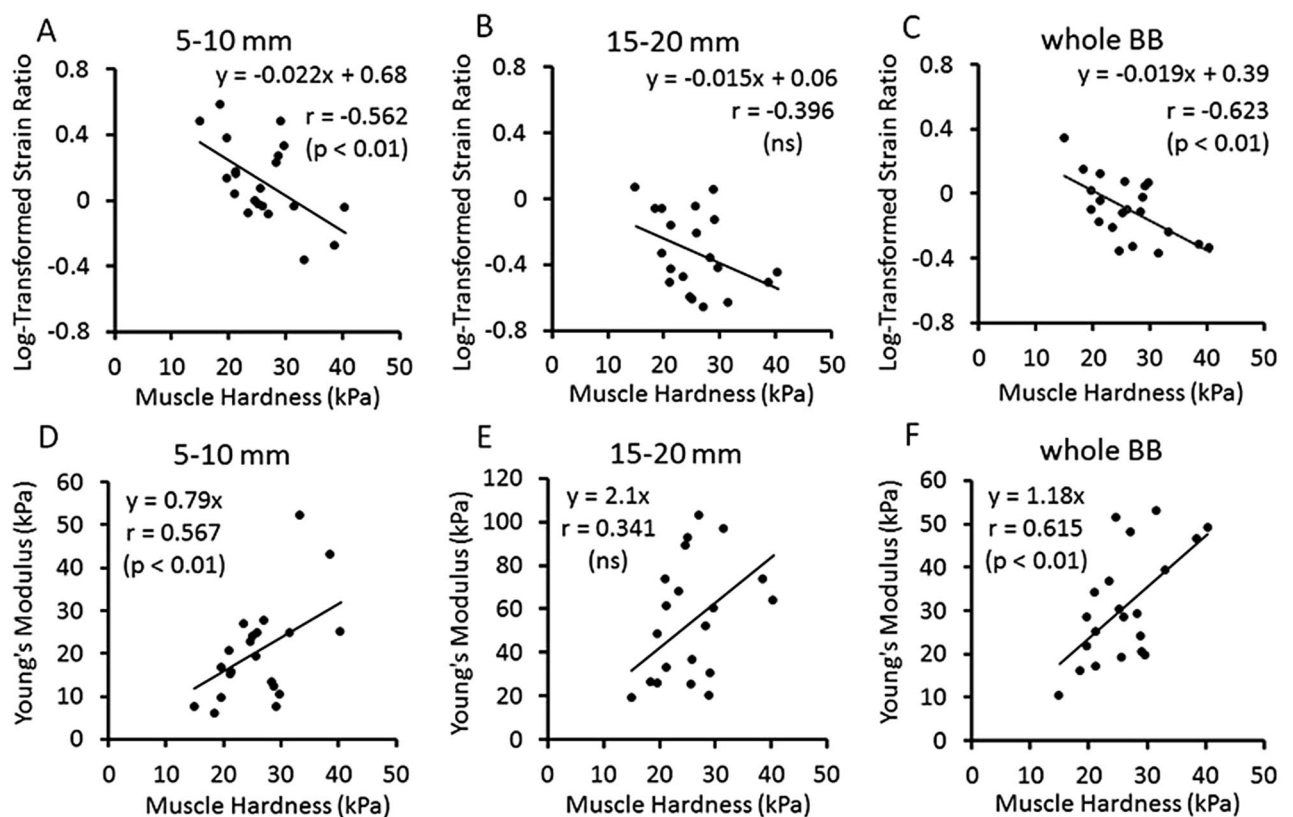 A
5-10 mm
y = -0.022x + 0.68
r = -0.562
(p < 0.01)
Log-Transformed Strain Ratio
0.8
0.4
0
-0.4
-0.8
0 10 20 30 40 50
Muscle Hardness (kPa)
B
15-20 mm
y = -0.015x + 0.06
r = -0.396
(ns)
Log-Transformed Strain Ratio
0.8
0.4
0
-0.4
-0.8
0 10 20 30 40 50
Muscle Hardness (kPa)
C
whole BB
y = -0.019x + 0.39
r = -0.623
(p < 0.01)
Log-Transformed Strain Ratio
0.8
0.4
0
-0.4
-0.8
0 10 20 30 40 50
Muscle Hardness (kPa)
D
5-10 mm
y = 0.79x
r = 0.567
(p < 0.01)
Young's Modulus (kPa)
60
50
40
30
20
10
0
0 10 20 30 40 50
Muscle Hardness (kPa)
E
15-20 mm
y = 2.1x
r = 0.341
(ns)
Young's Modulus (kPa)
120
100
80
60
40
20
0
0 10 20 30 40 50
Muscle Hardness (kPa)
F
whole BB
y = 1.18x
r = 0.615
(p < 0.01)
Young's Modulus (kPa)
60
50
40
30
20
10
0
0 10 20 30 40 50
Muscle Hardness (kPa)